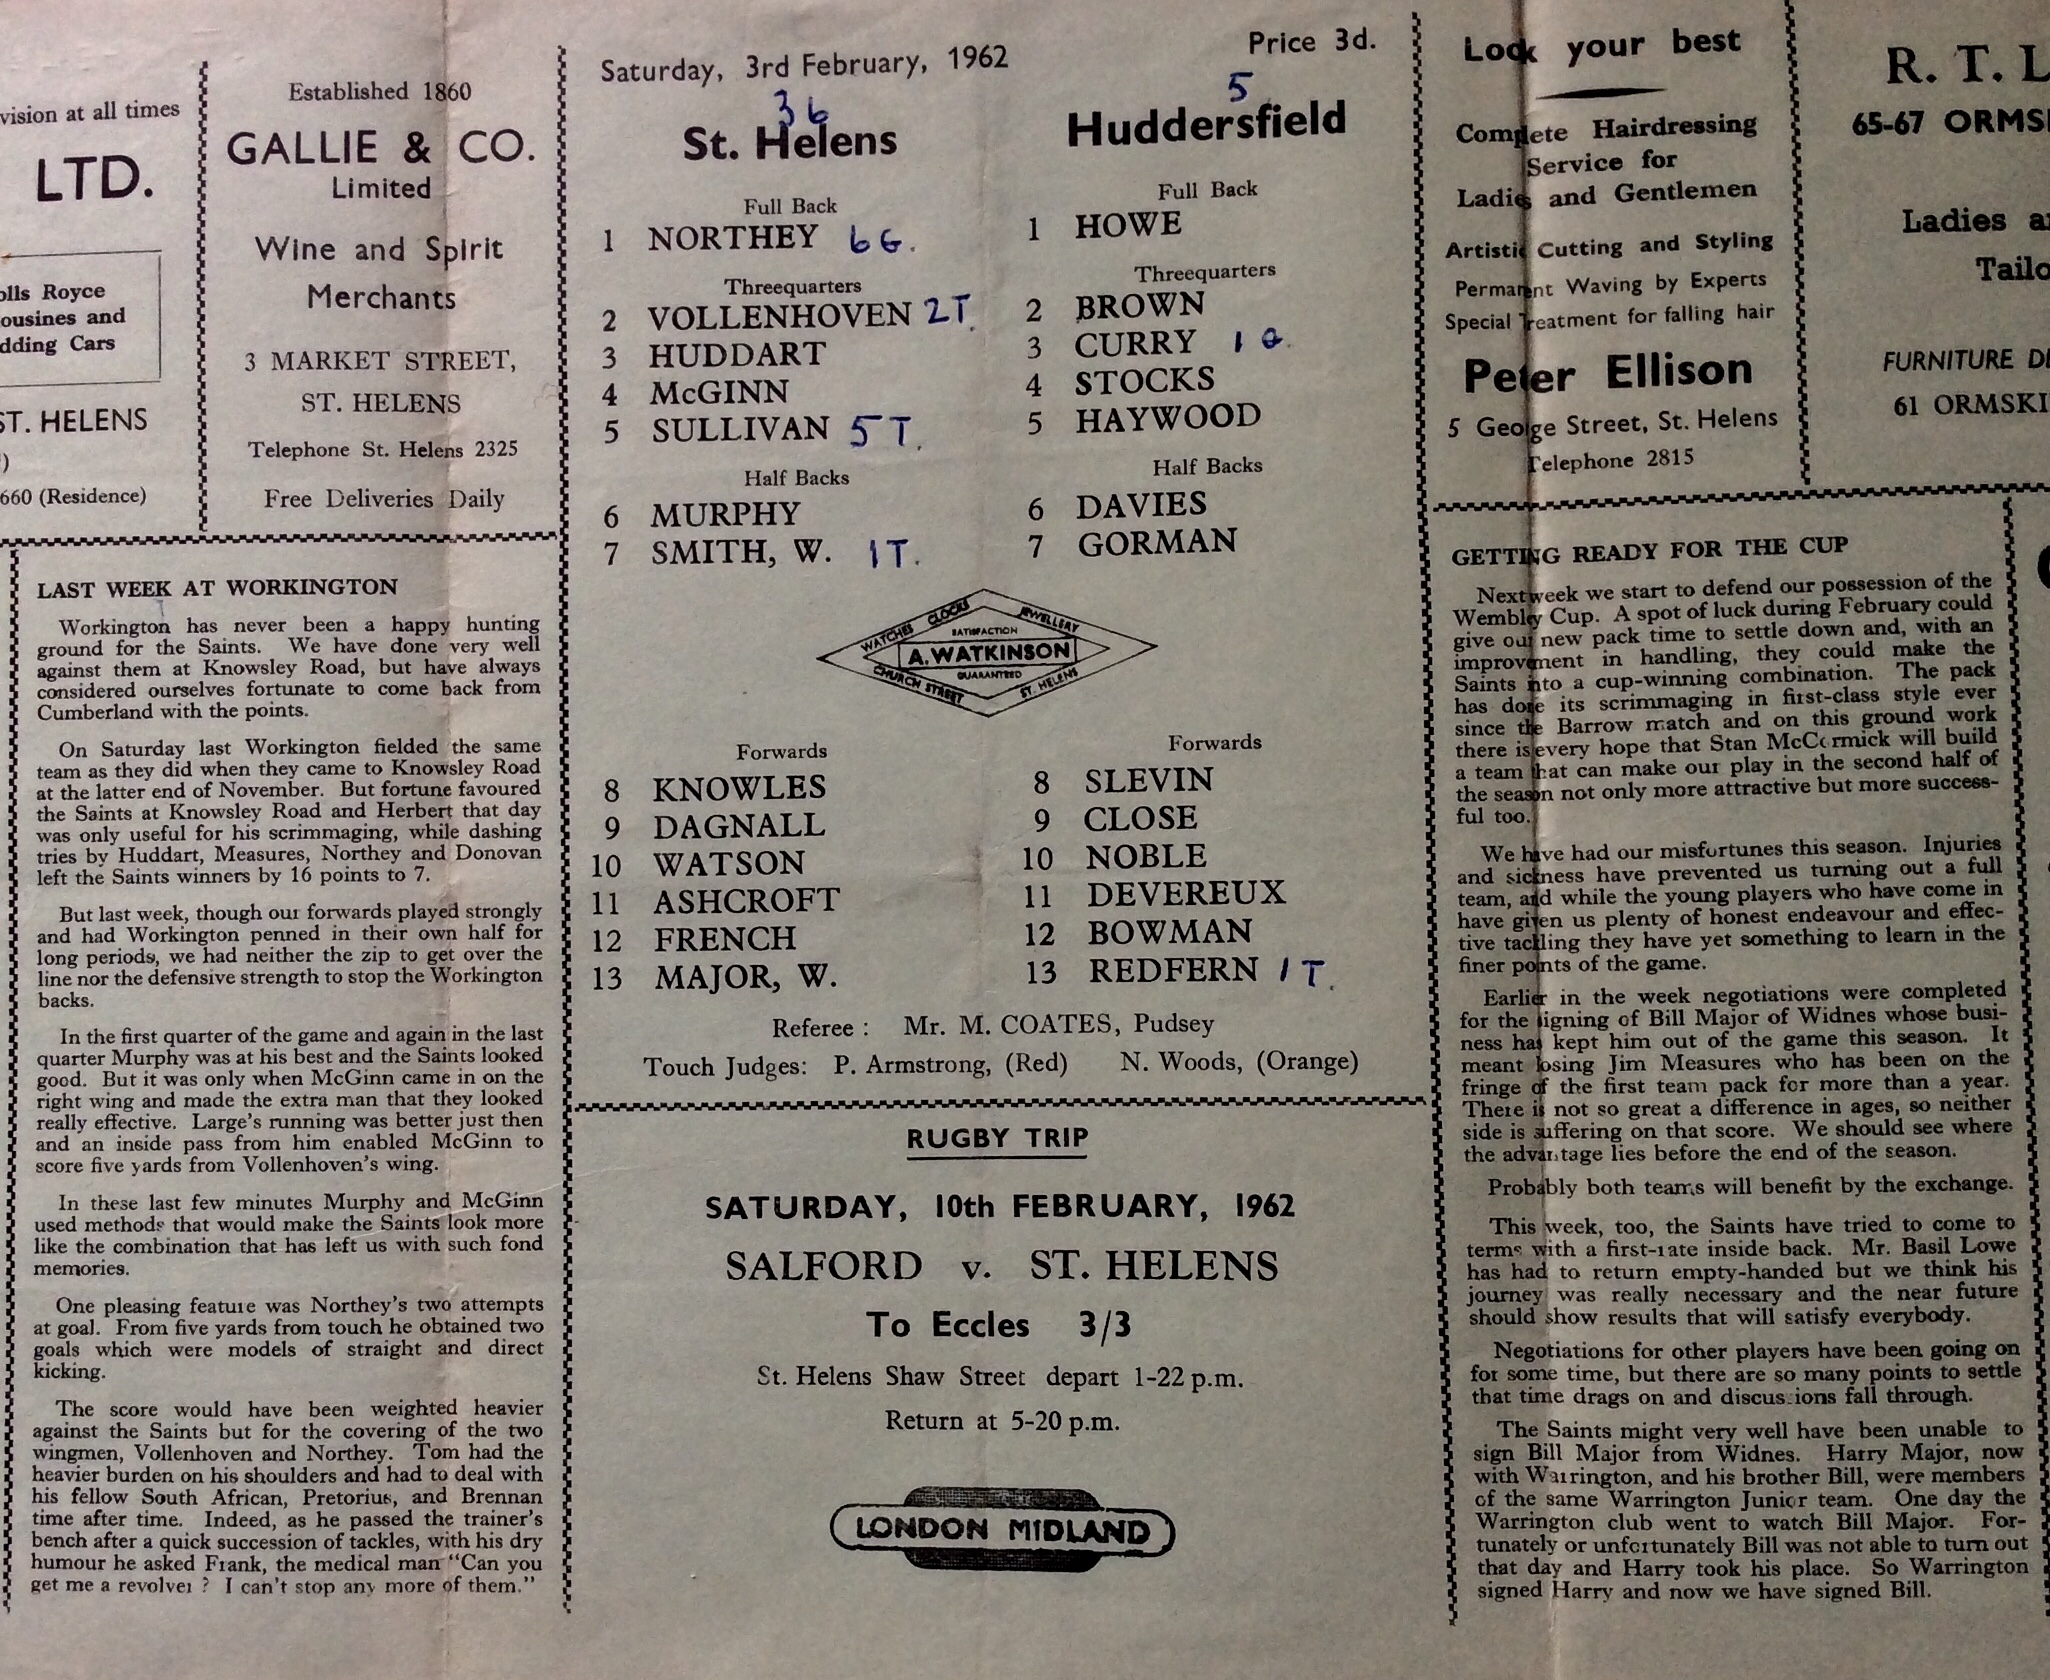 vision at all times
LTD.
olls Royce
ousines and
dding Cars
ST. HELENS
)
660 (Residence)
Established 1860
GALLIE & CO.
Limited
Wine and Spirit
Merchants
3 MARKET STREET,
ST. HELENS
Telephone St. Helens 2325
Free Deliveries Daily
LAST WEEK AT WORKINGTON
Workington has never been a happy hunting
ground for the Saints. We have done very well
against them at Knowsley Road, but have always
considered ourselves fortunate to come back from
Cumberland with the points.
On Saturday last Workington fielded the same
team as they did when they came to Knowsley Road
at the latter end of November. But fortune favoured
the Saints at Knowsley Road and Herbert that day
was only useful for his scrimmaging, while dashing
tries by Huddart, Measures, Northey and Donovan
left the Saints winners by 16 points to 7.
But last week, though our forwards played strongly
and had Workington penned in their own half for
long periods, we had neither the zip to get over the
line nor the defensive strength to stop the Workington
backs.
In the first quarter of the game and again in the last
quarter Murphy was at his best and the Saints looked
good. But it was only when McGinn came in on the
right wing and made the extra man that they looked
really effective. Large's running was better just then
and an inside pass from him enabled McGinn to
score five yards from Vollenhoven's wing.
In these last few minutes Murphy and McGinn
used methods that would make the Saints look more
like the combination that has left us with such fond
memories.
One pleasing feature was Northey's two attempts
at goal. From five yards from touch he obtained two
goals which were models of straight and direct
kicking.
The score would have been weighted heavier
against the Saints but for the covering of the two
wingmen, Vollenhoven and Northey. Tom had the
heavier burden on his shoulders and had to deal with
his fellow South African, Pretorius, and Brennan
time after time. Indeed, as he passed the trainer's
bench after a quick succession of tackles, with his dry
humour he asked Frank, the medical man "Can you
get me a revolver ? I can't stop any more of them."
Saturday, 3rd February, 1962
Price 3d.
36
St. Helens
Full Back
1 NORTHEY 6G.
Threequarters
2 VOLLENHOVEN 2T.
3 HUDDART
4 McGINN
5 SULLIVAN 5T.
Half Backs
6 MURPHY
7 SMITH, W. 1T.
5
Huddersfield
Full Back
1 HOWE
Threequarters
2 BROWN
3 CURRY 1G.
4 STOCKS
5 HAYWOOD
Half Backs
6 DAVIES
7 GORMAN
WATCHES CLOCKS JEWELLERY
SATISFACTION
A. WATKINSON
GUARANTEED
CHURCH STREET ST. HELENS
Forwards
8 KNOWLES
9 DAGNALL
10 WATSON
11 ASHCROFT
12 FRENCH
13 MAJOR, W.
Forwards
8 SLEVIN
9 CLOSE
10 NOBLE
11 DEVEREUX
12 BOWMAN
13 REDFERN 1T.
Referee : Mr. M. COATES, Pudsey
Touch Judges: P. Armstrong, (Red) N. Woods, (Orange)
RUGBY TRIP
SATURDAY, 10th FEBRUARY, 1962
SALFORD v. ST. HELENS
To Eccles 3/3
St. Helens Shaw Street depart 1-22 p.m.
Return at 5-20 p.m.
LONDON MIDLAND
Look your best
Complete Hairdressing
Service for
Ladies and Gentlemen
Artistic Cutting and Styling
Permanent Waving by Experts
Special Treatment for falling hair
Peter Ellison
5 George Street, St. Helens
Telephone 2815
R. T. L
65-67 ORMS
Ladies a
Tailo
FURNITURE DE
61 ORMSKI
GETTING READY FOR THE CUP
Next week we start to defend our possession of the
Wembley Cup. A spot of luck during February could
give our new pack time to settle down and, with an
improvement in handling, they could make the
Saints into a cup-winning combination. The pack
has done its scrimmaging in first-class style ever
since the Barrow match and on this ground work
there is every hope that Stan McCormick will build
a team that can make our play in the second half of
the season not only more attractive but more success-
ful too.
We have had our misfortunes this season. Injuries
and sickness have prevented us turning out a full
team, and while the young players who have come in
have given us plenty of honest endeavour and effec-
tive tackling they have yet something to learn in the
finer points of the game.
Earlier in the week negotiations were completed
for the signing of Bill Major of Widnes whose busi-
ness has kept him out of the game this season. It
meant losing Jim Measures who has been on the
fringe of the first team pack for more than a year.
There is not so great a difference in ages, so neither
side is suffering on that score. We should see where
the advantage lies before the end of the season.
Probably both teams will benefit by the exchange.
This week, too, the Saints have tried to come to
terms with a first-rate inside back. Mr. Basil Lowe
has had to return empty-handed but we think his
journey was really necessary and the near future
should show results that will satisfy everybody.
Negotiations for other players have been going on
for some time, but there are so many points to settle
that time drags on and discussions fall through.
The Saints might very well have been unable to
sign Bill Major from Widnes. Harry Major, now
with Warrington, and his brother Bill, were members
of the same Warrington Junior team. One day the
Warrington club went to watch Bill Major. For-
tunately or unfortunately Bill was not able to turn out
that day and Harry took his place. So Warrington
signed Harry and now we have signed Bill.